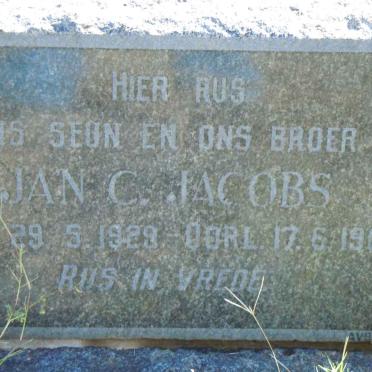 HIER RUS
SEUN EN ONS BROER
JAN C. JACOBS
29 5.1929 - OORL. 17.6.19
RUS IN VREDE